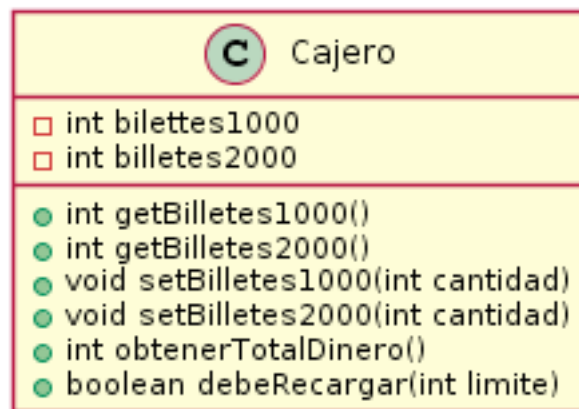 C Cajero
int bilettes1000
int billetes2000
int getBilletes1000()
int getBilletes2000()
void setBilletes1000(int cantidad)
void setBilletes2000(int cantidad)
int obtenerTotalDinero()
boolean debeRecargar(int limite)